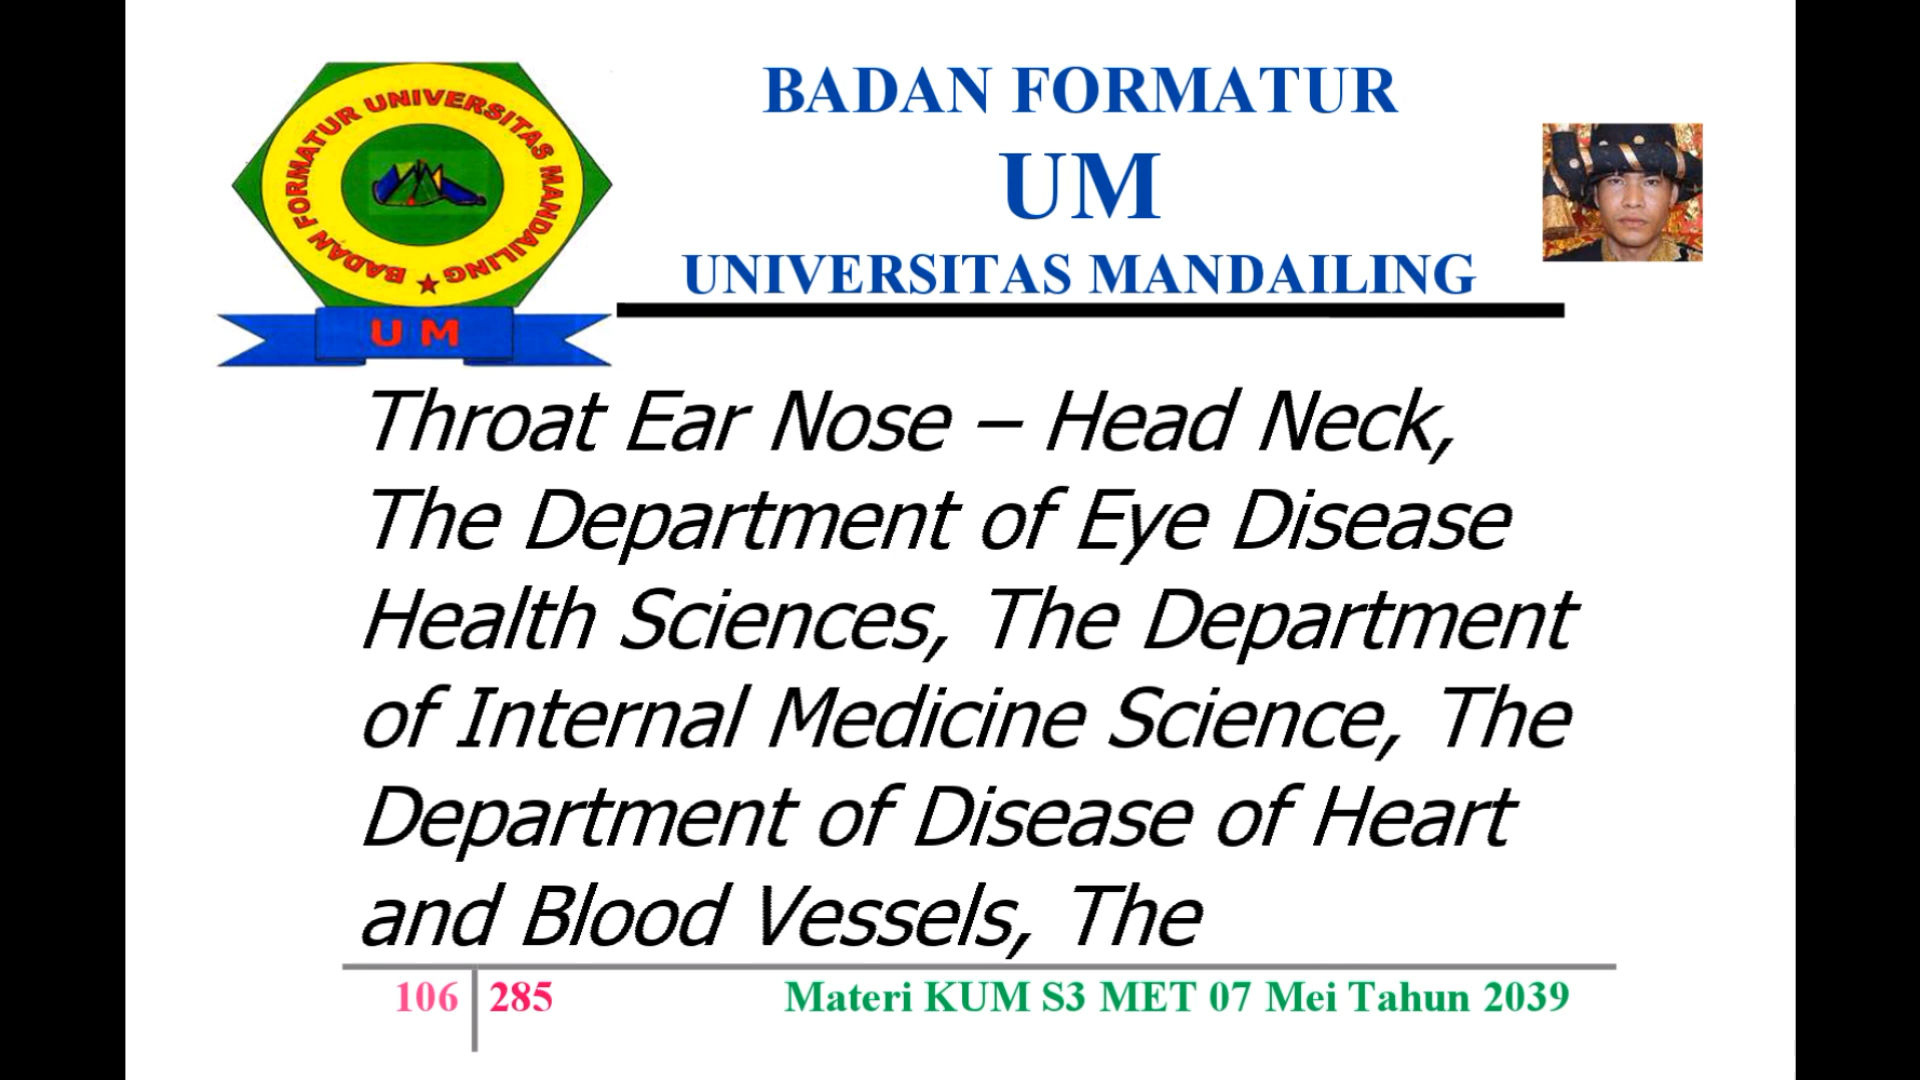 BADAN FORMATUR UNIVERSITAS MANDAILING
UM
BADAN FORMATUR
UM
UNIVERSITAS MANDAILING
Throat Ear Nose – Head Neck,
The Department of Eye Disease
Health Sciences, The Department
of Internal Medicine Science, The
Department of Disease of Heart
and Blood Vessels, The
106 285 Materi KUM S3 MET 07 Mei Tahun 2039